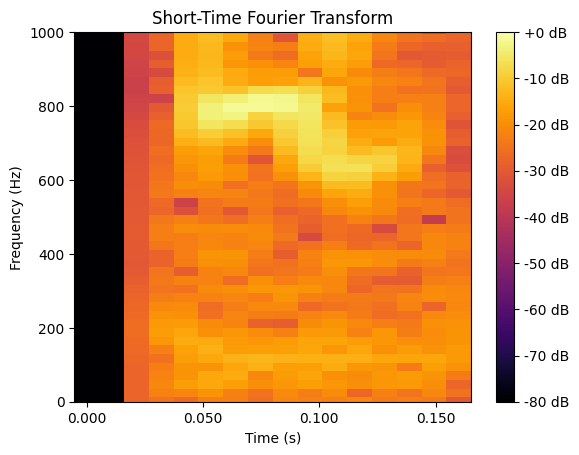 Short-Time Fourier Transform
1000
800
600
400
200
0
Frequency (Hz)
0.000
0.050
0.100
0.150
Time (s)
+0 dB
-10 dB
-20 dB
-30 dB
-40 dB
-50 dB
-60 dB
-70 dB
-80 dB